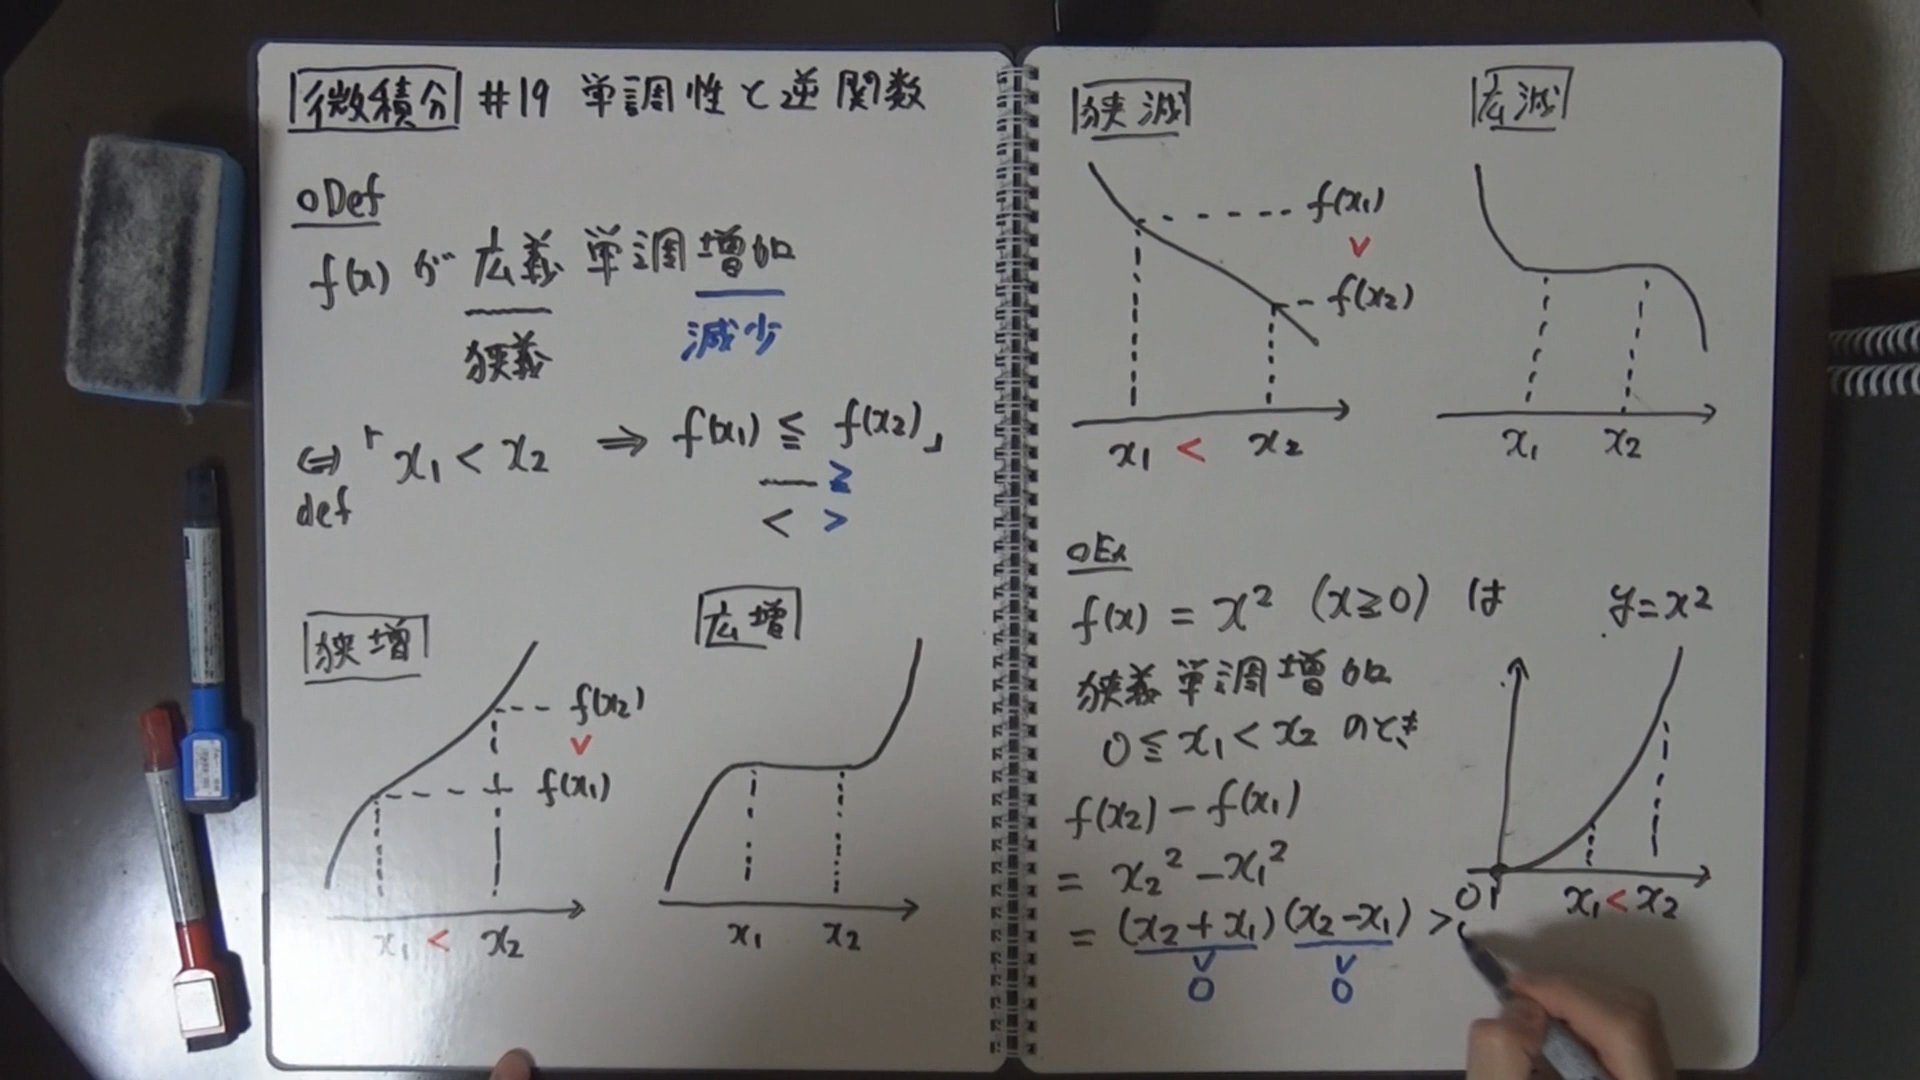 微積分 #19 単調性と逆関数
○Def
f(x) が 広義 単調 増加
狭義 減少
⇔ 「 x₁ < x₂ ⇒ f(x₁) ≦ f(x₂) 」
def ≧
< >
狭増
f(x₂)
∨
f(x₁)
x₁ < x₂
広増
x₁ x₂
狭減
f(x₁)
∨
f(x₂)
x₁ < x₂
広減
x₁ x₂
○Ex
f(x) = x² (x≧0) は
狭義 単調 増加
0 ≦ x₁ < x₂ のとき
f(x₂) − f(x₁)
= x₂² − x₁²
= (x₂ + x₁)(x₂ − x₁) >
∨ ∨
0 0
y = x²
0 x₁ < x₂